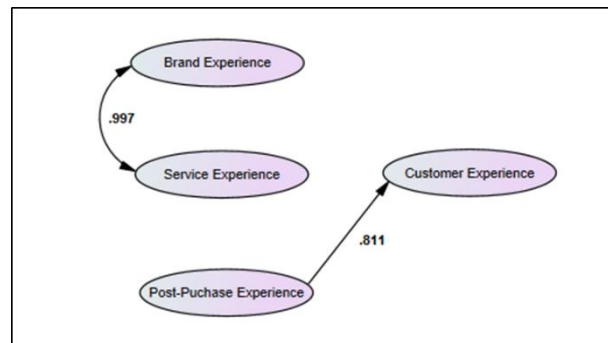 Brand Experience
.997
Service Experience
Customer Experience
.811
Post-Puchase Experience